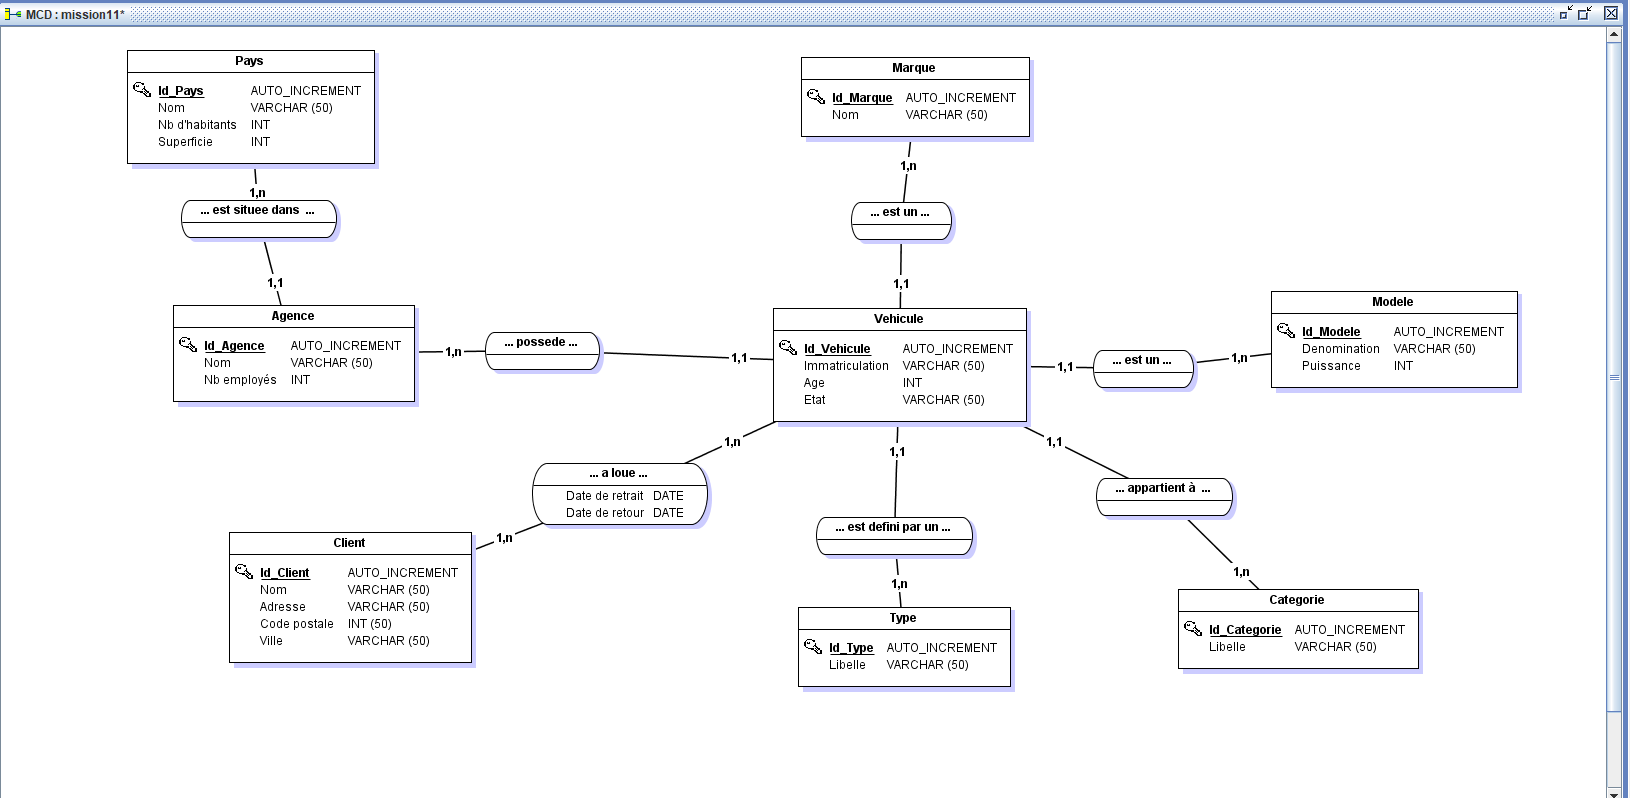 MCD : mission11*
Pays
Id_Pays AUTO_INCREMENT
Nom VARCHAR (50)
Nb d'habitants INT
Superficie INT
1,n
... est situee dans ...
1,1
Marque
Id_Marque AUTO_INCREMENT
Nom VARCHAR (50)
1,n
... est un ...
1,1
Agence
Id_Agence AUTO_INCREMENT
Nom VARCHAR (50)
Nb employés INT
1,n
... possede ...
1,1
Vehicule
Id_Vehicule AUTO_INCREMENT
Immatriculation VARCHAR (50)
Age INT
Etat VARCHAR (50)
1,1
... est un ...
1,n
Modele
Id_Modele AUTO_INCREMENT
Denomination VARCHAR (50)
Puissance INT
1,n
... a loue ...
Date de retrait DATE
Date de retour DATE
1,n
Client
Id_Client AUTO_INCREMENT
Nom VARCHAR (50)
Adresse VARCHAR (50)
Code postale INT (50)
Ville VARCHAR (50)
1,1
... est defini par un ...
1,n
Type
Id_Type AUTO_INCREMENT
Libelle VARCHAR (50)
1,1
... appartient à ...
1,n
Categorie
Id_Categorie AUTO_INCREMENT
Libelle VARCHAR (50)